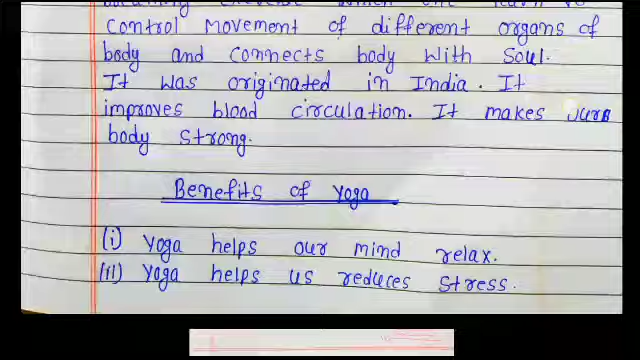 control movement of different organs of
body and connects body with soul.
It was originated in India. It
improves blood circulation. It makes
body strong.
Benefits of Yoga
(i) Yoga helps our mind relax.
(ii) Yoga helps us reduces stress.